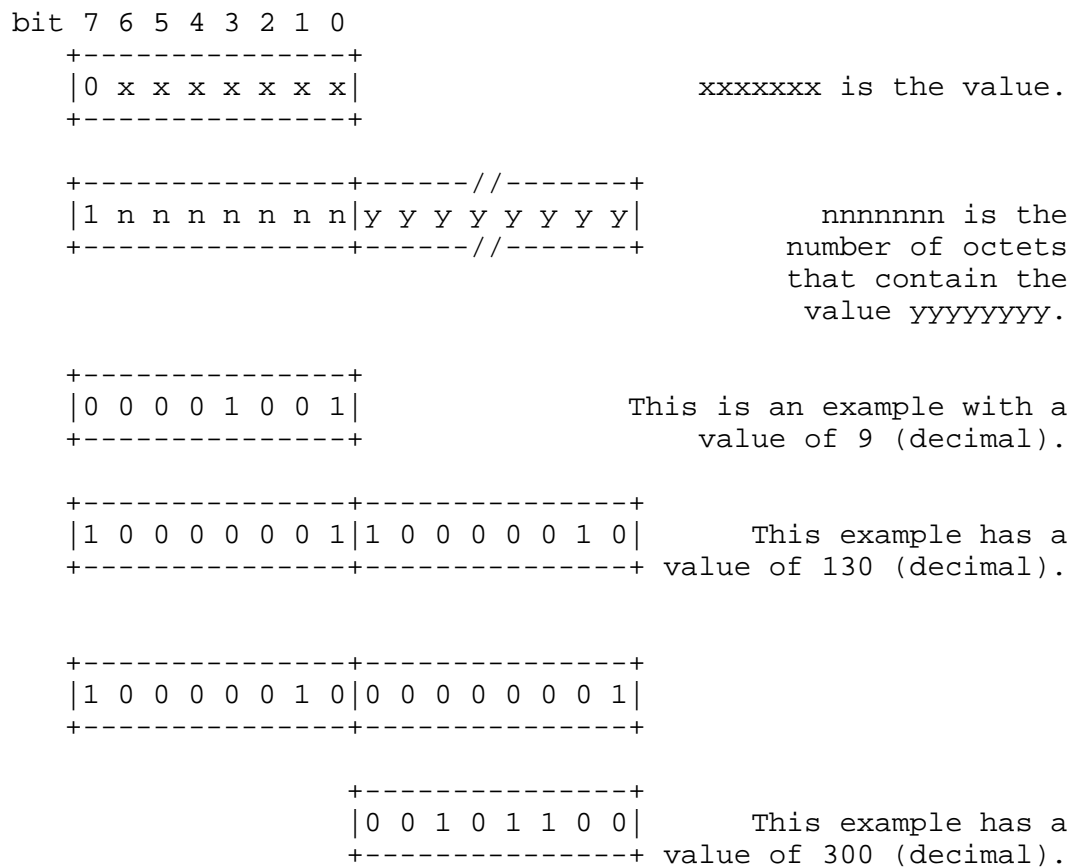 bit 7 6 5 4 3 2 1 0
+---------------+
|0 x x x x x x x| xxxxxxx is the value.
+---------------+
+---------------+------//-------+
|1 n n n n n n n|y y y y y y y y| nnnnnnn is the
+---------------+------//-------+ number of octets
that contain the
value yyyyyyyy.
+---------------+
|0 0 0 0 1 0 0 1| This is an example with a
+---------------+ value of 9 (decimal).
+---------------+---------------+
|1 0 0 0 0 0 0 1|1 0 0 0 0 0 1 0| This example has a
+---------------+---------------+ value of 130 (decimal).
+---------------+---------------+
|1 0 0 0 0 0 1 0|0 0 0 0 0 0 0 1|
+---------------+---------------+
+---------------+
|0 0 1 0 1 1 0 0| This example has a
+---------------+ value of 300 (decimal).